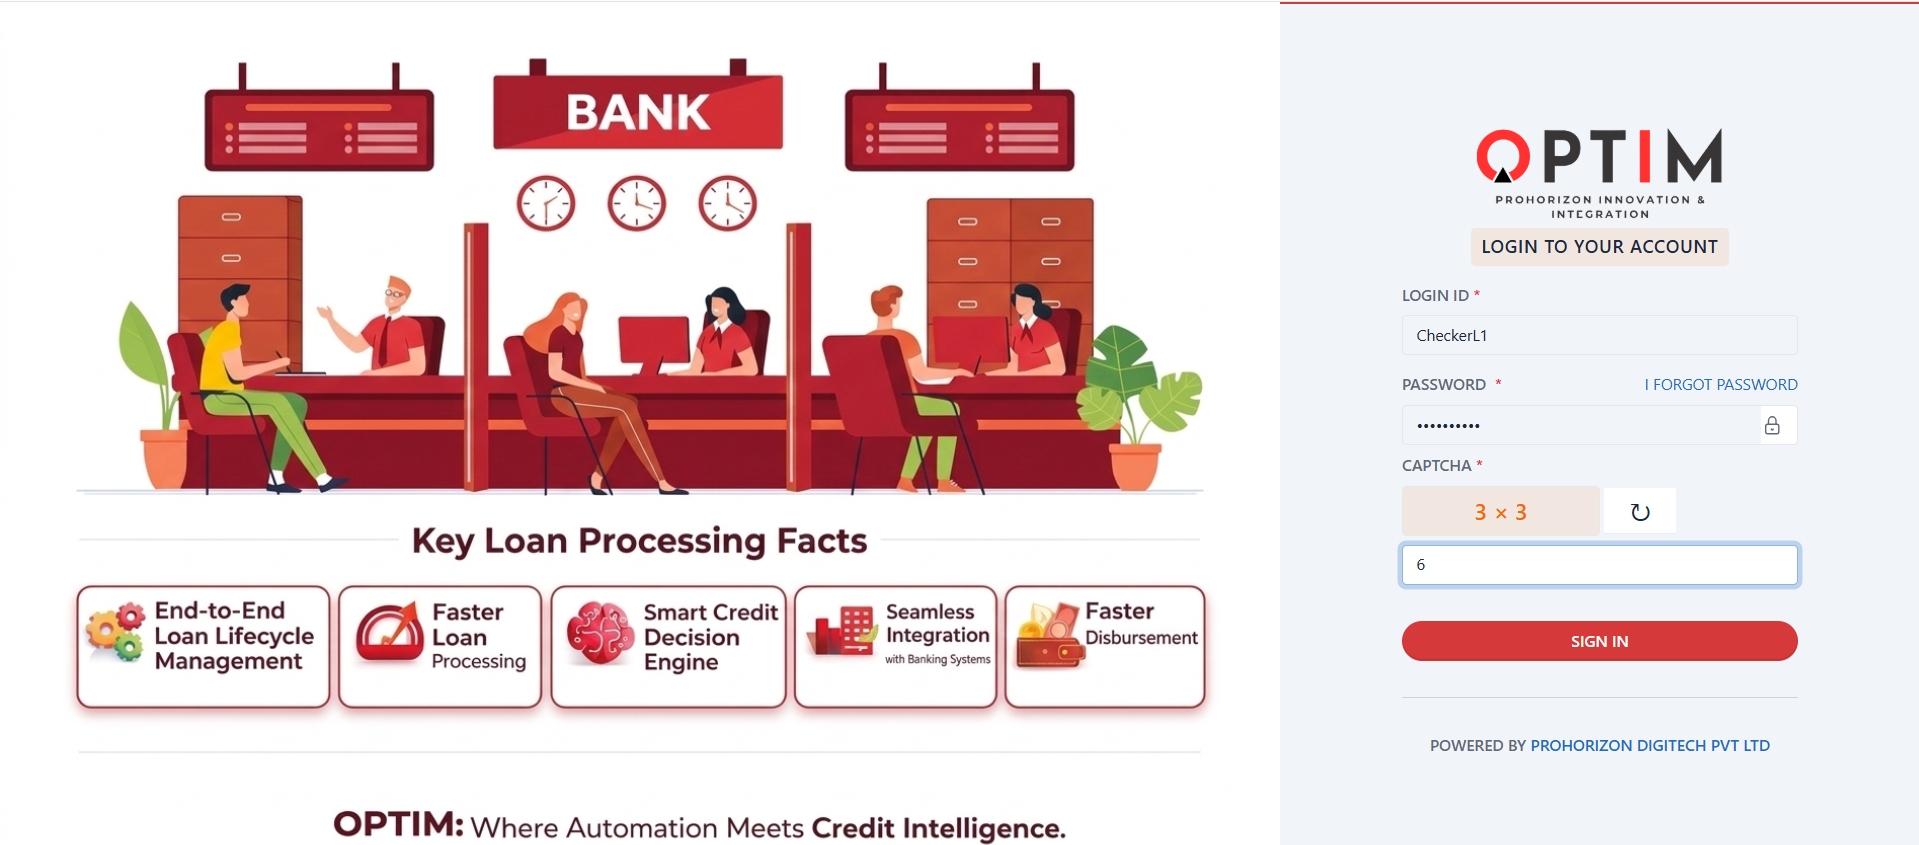 BANK
Key Loan Processing Facts
End-to-End
Loan Lifecycle
Management
Faster
Loan
Processing
Smart Credit
Decision
Engine
Seamless
Integration
with Banking Systems
Faster
Disbursement
OPTIM: Where Automation Meets Credit Intelligence.
OPTIM
PROHORIZON INNOVATION &
INTEGRATION
LOGIN TO YOUR ACCOUNT
LOGIN ID *
CheckerL1
PASSWORD * I FORGOT PASSWORD
••••••••••
CAPTCHA *
3 × 3
6
SIGN IN
POWERED BY PROHORIZON DIGITECH PVT LTD